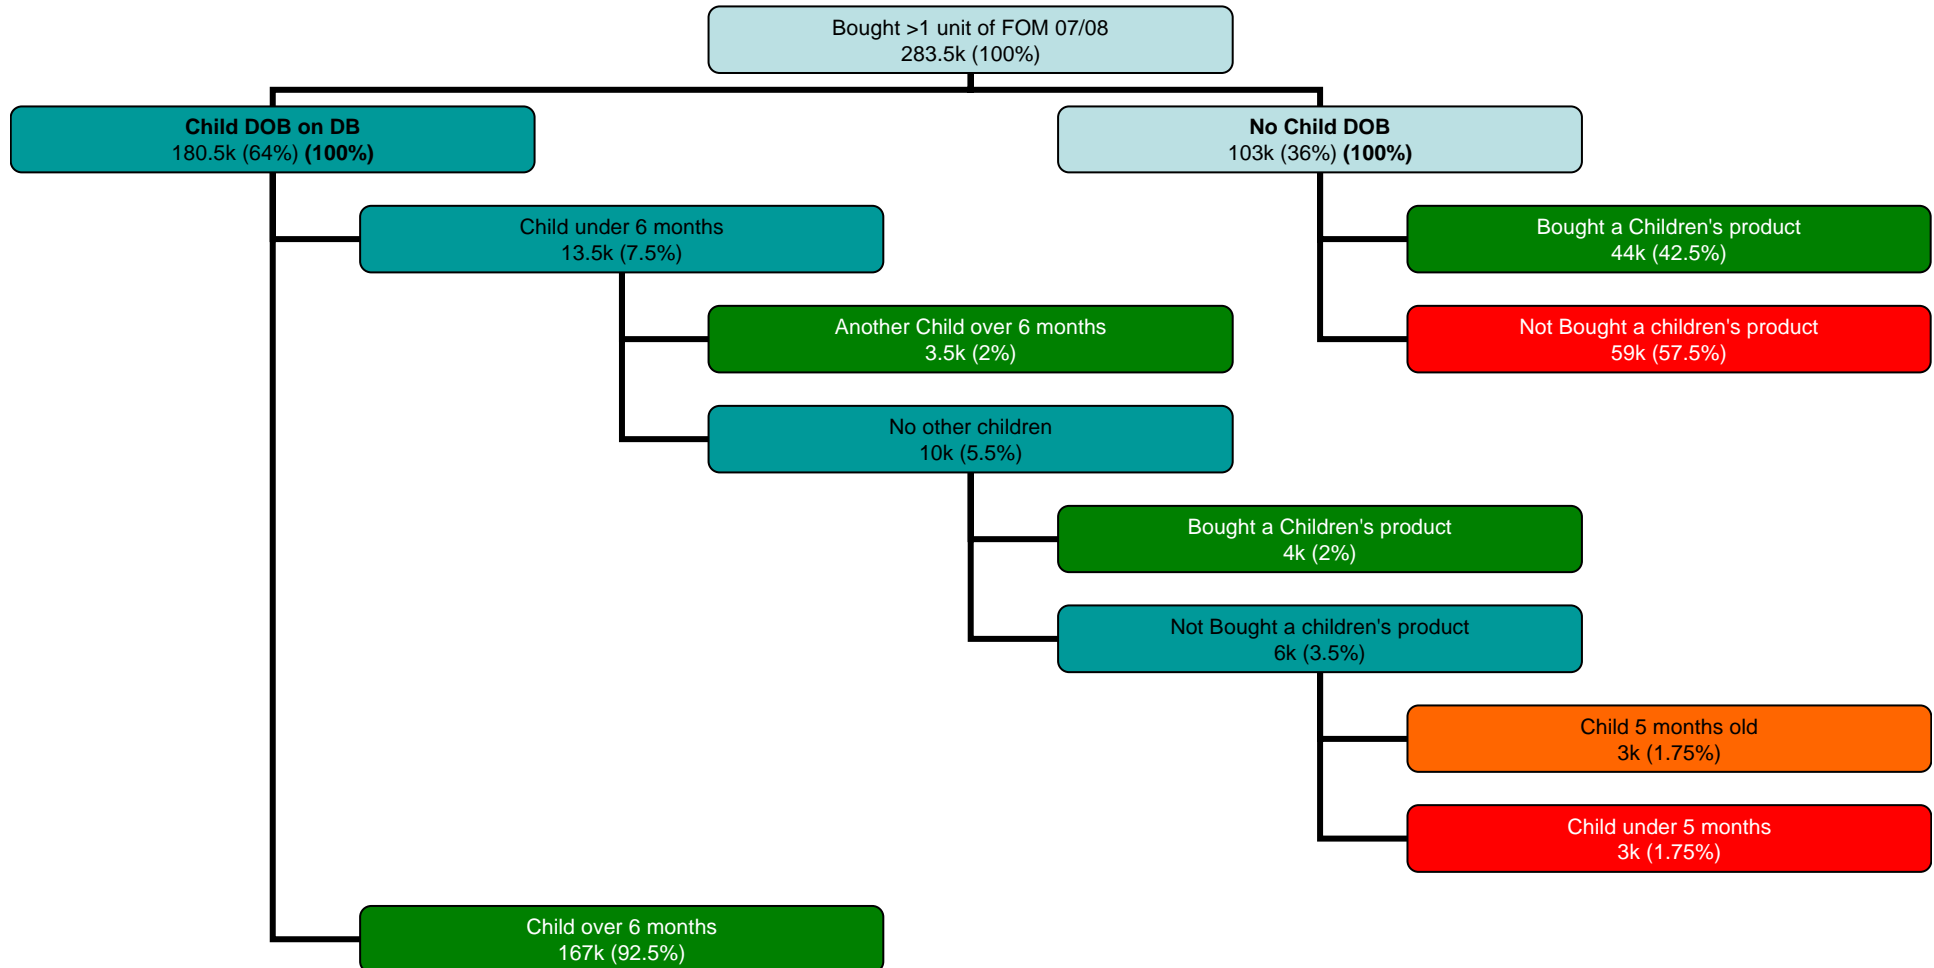 Bought >1 unit of FOM 07/08
283.5k (100%)
Child DOB on DB
180.5k (64%) (100%)
No Child DOB
103k (36%) (100%)
Child under 6 months
13.5k (7.5%)
Bought a Children's product
44k (42.5%)
Another Child over 6 months
3.5k (2%)
Not Bought a children's product
59k (57.5%)
No other children
10k (5.5%)
Bought a Children's product
4k (2%)
Not Bought a children's product
6k (3.5%)
Child 5 months old
3k (1.75%)
Child under 5 months
3k (1.75%)
Child over 6 months
167k (92.5%)